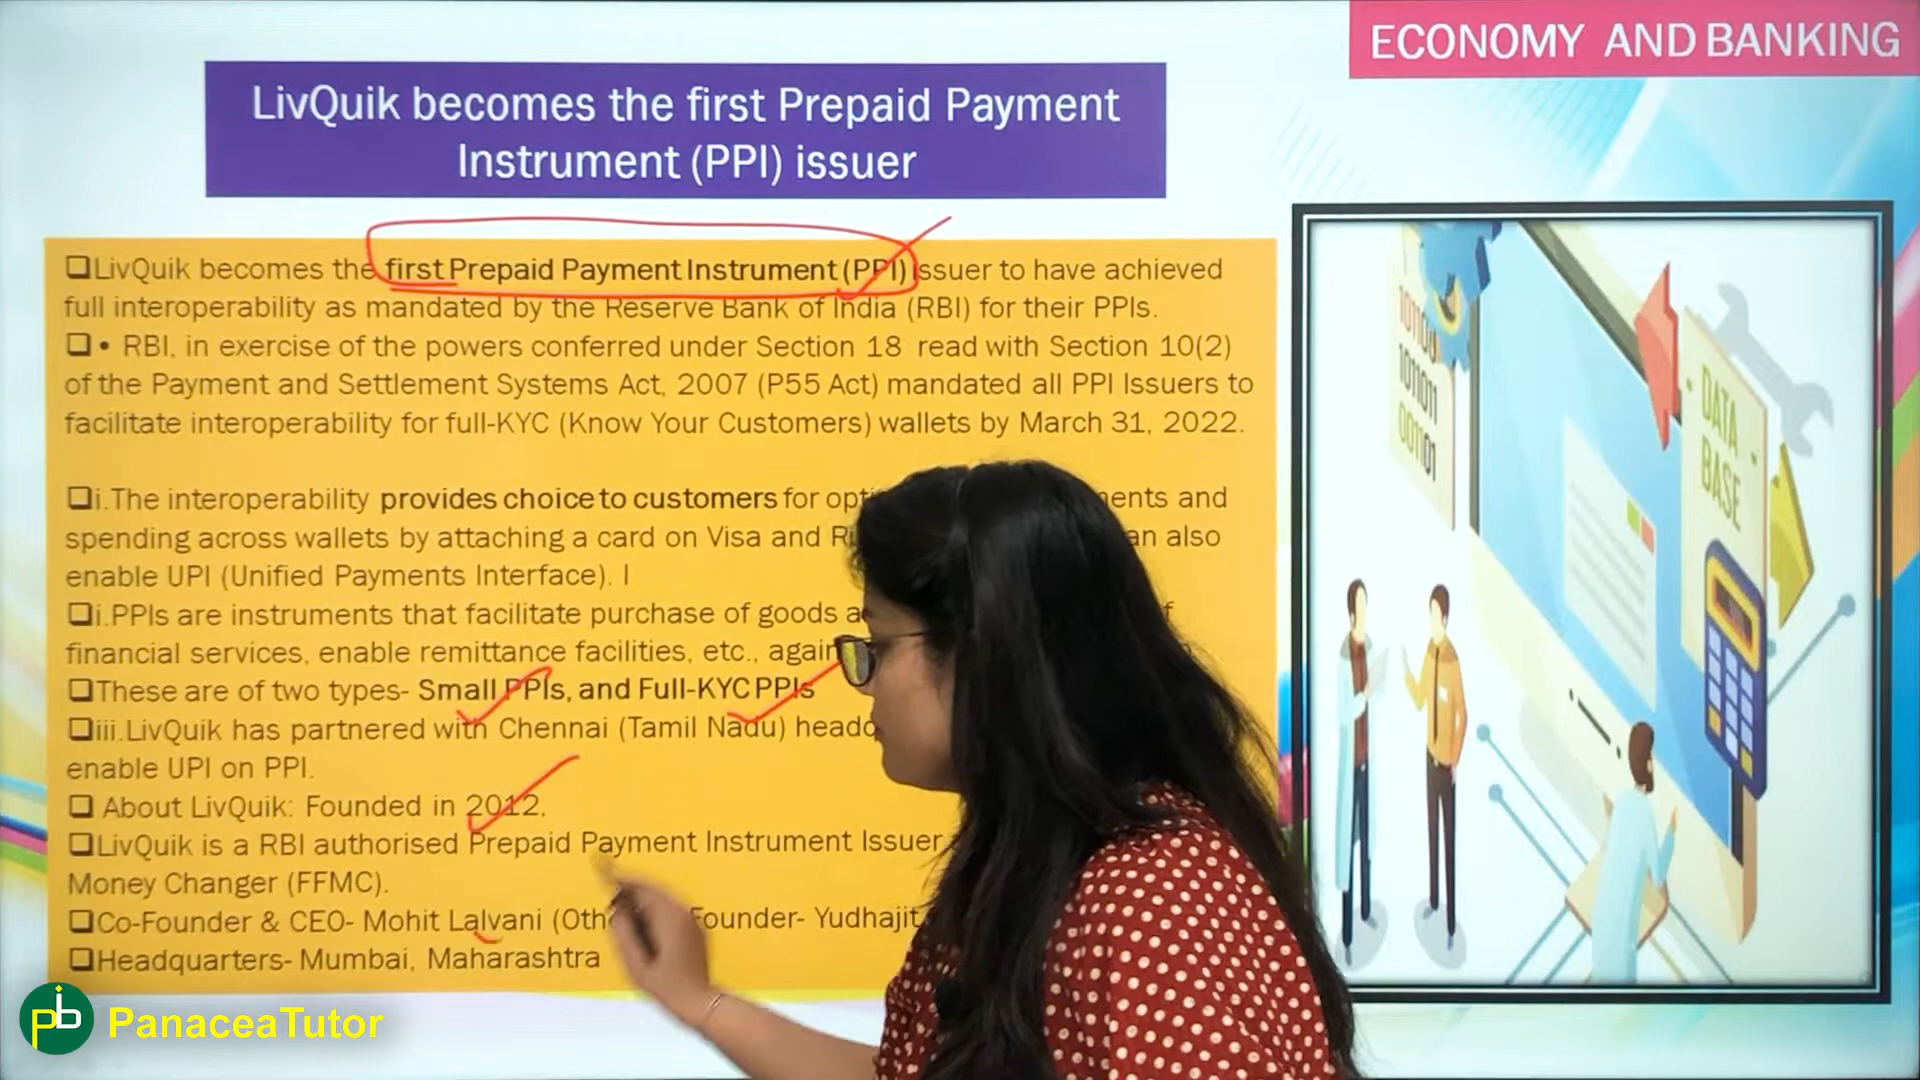 ECONOMY AND BANKING
LivQuik becomes the first Prepaid Payment
Instrument (PPI) issuer
❑LivQuik becomes the first Prepaid Payment Instrument (PPI) issuer to have achieved
full interoperability as mandated by the Reserve Bank of India (RBI) for their PPIs.
❑• RBI, in exercise of the powers conferred under Section 18 read with Section 10(2)
of the Payment and Settlement Systems Act, 2007 (P55 Act) mandated all PPI Issuers to
facilitate interoperability for full-KYC (Know Your Customers) wallets by March 31, 2022.
❑i.The interoperability provides choice to customers for and
spending across wallets by attaching a card on Visa and also
enable UPI (Unified Payments Interface). I
❑i.PPIs are instruments that facilitate purchase of goods
financial services, enable remittance facilities, etc.,
❑These are of two types- Small PPIs, and Full-KYC PPIs
❑iii.LivQuik has partnered with Chennai (Tamil Nadu)
enable UPI on PPI.
❑ About LivQuik: Founded in 2012.
❑LivQuik is a RBI authorised Prepaid Payment Instrument Issuer
Money Changer (FFMC).
❑Co-Founder & CEO- Mohit Lalvani Founder- Yudhajit
❑Headquarters- Mumbai, Maharashtra
1011001
1011011
001101
DATA
BASE
pib PanaceaTutor